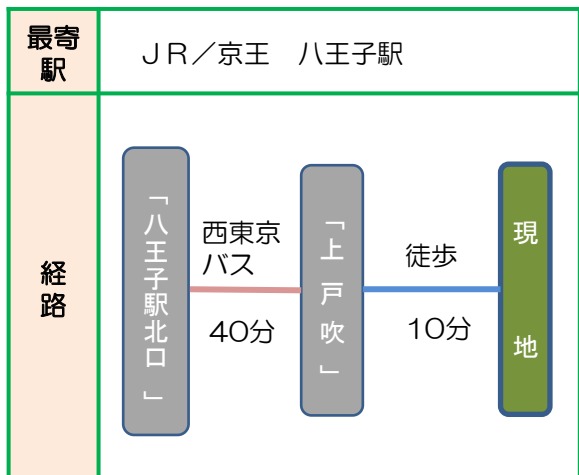 最寄
駅
ＪＲ／京王　八王子駅
経
路
「八王子駅北口」
西東京
バス
40分
「上戸吹」
徒歩
10分
現地